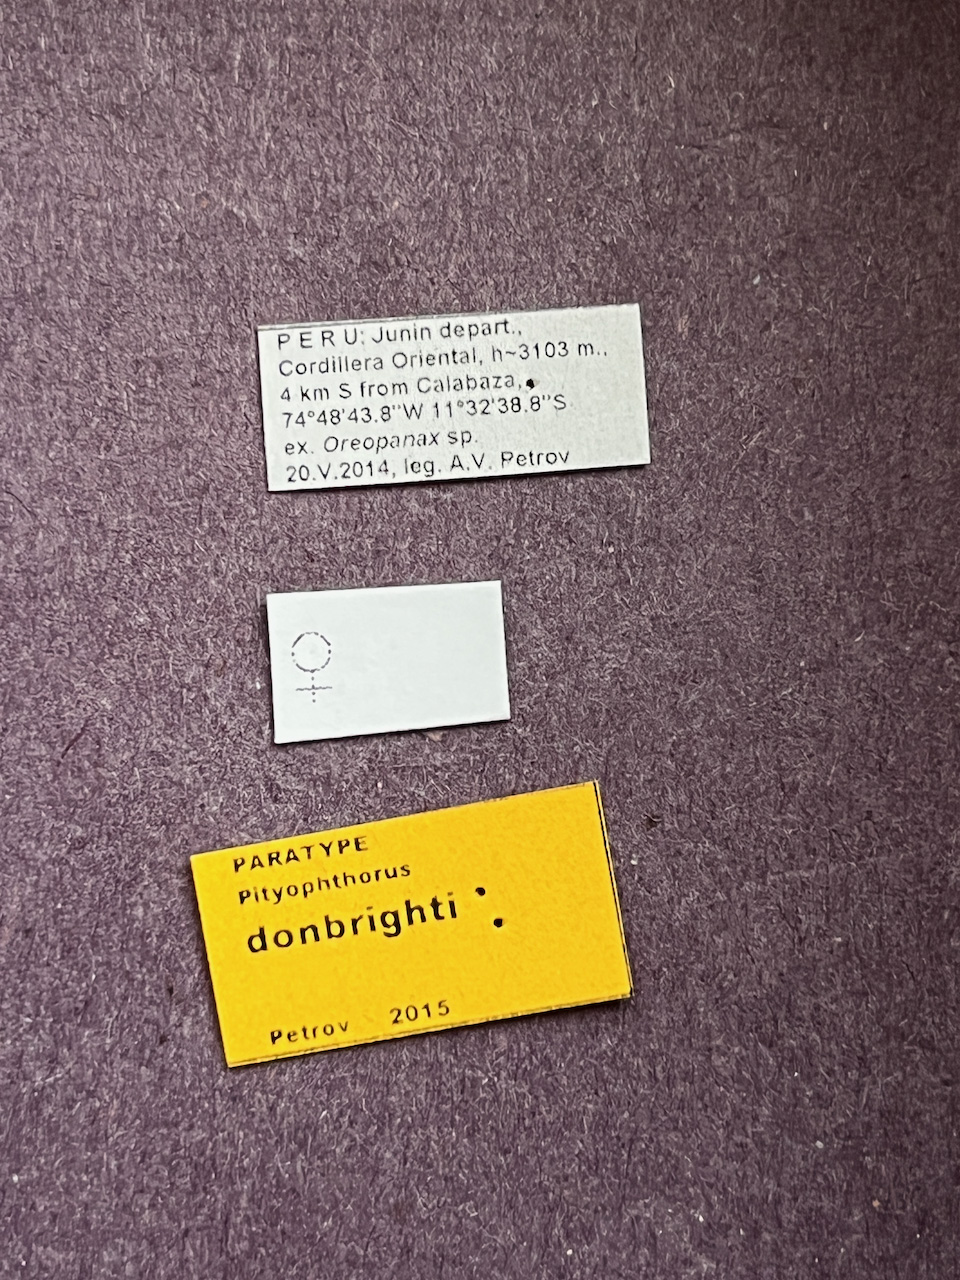 P E R U: Junin depart.,
Cordillera Oriental, h~3103 m.,
4 km S from Calabaza,
74°48'43.8"W 11°32'38.8"S
ex. Oreopanax sp.
20.V.2014, leg. A.V. Petrov
♀
PARATYPE
Pityophthorus
donbrighti
Petrov 2015